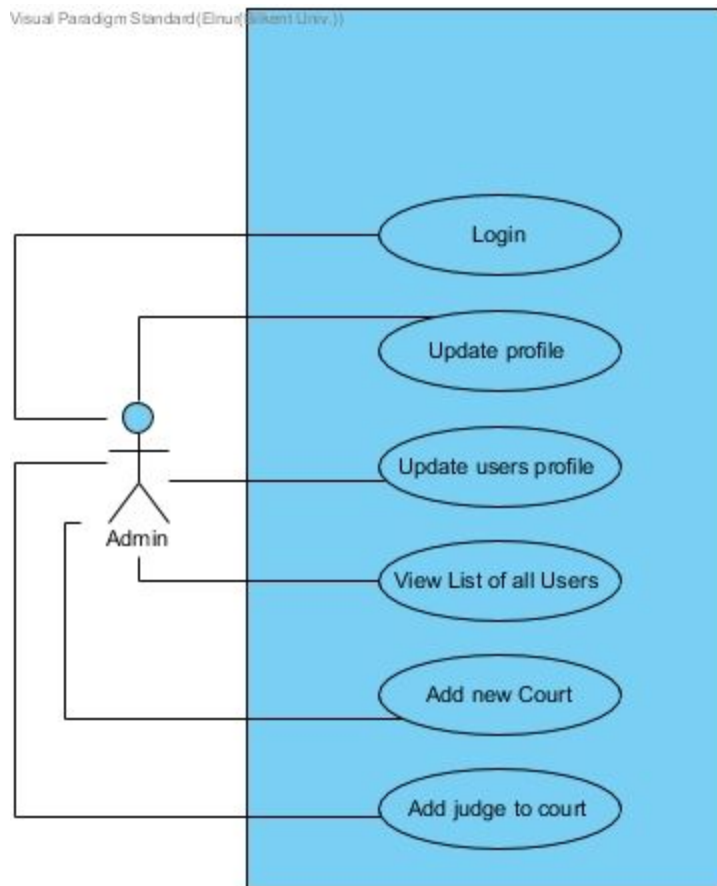 Visual Paradigm Standard(Elnur(Bilkent Univ.))
Login
Update profile
Update users profile
Admin
View List of all Users
Add new Court
Add judge to court